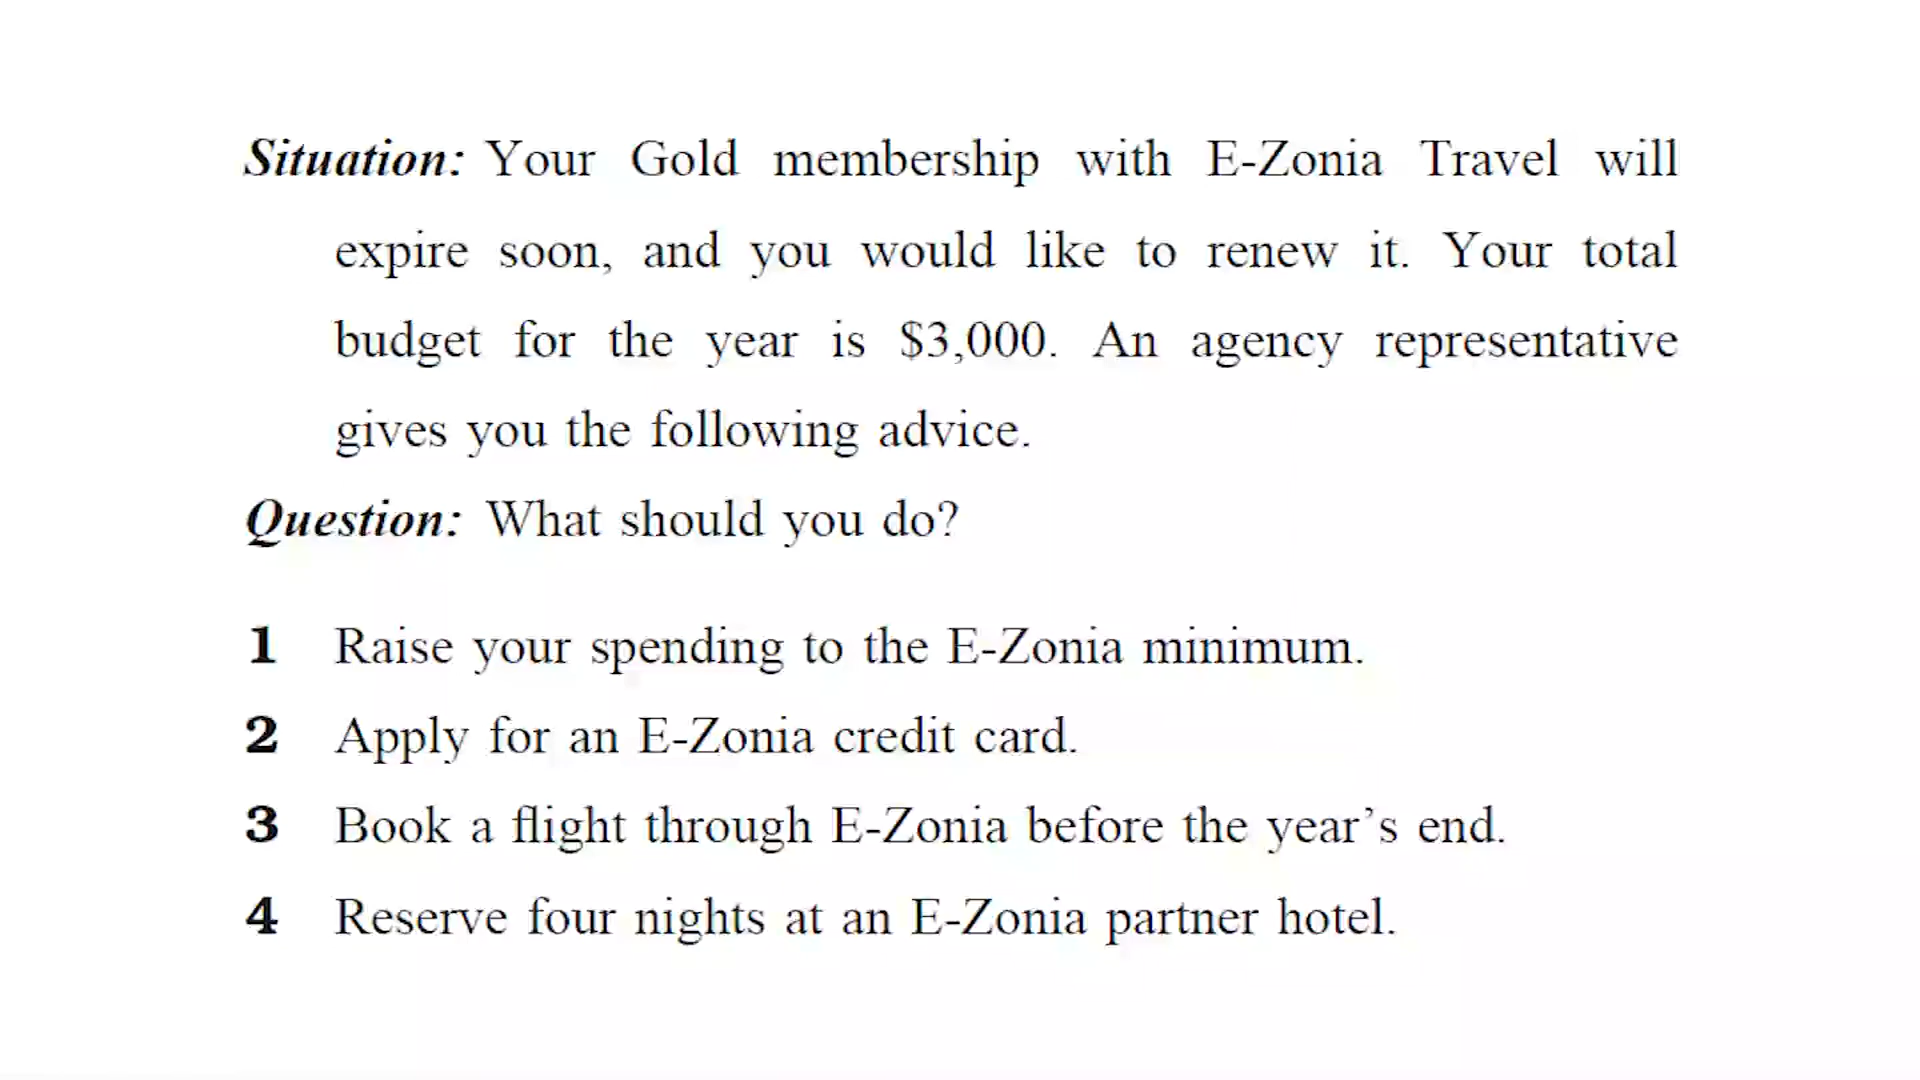 Situation: Your Gold membership with E-Zonia Travel will
expire soon, and you would like to renew it. Your total
budget for the year is $3,000. An agency representative
gives you the following advice.
Question: What should you do?
1 Raise your spending to the E-Zonia minimum.
2 Apply for an E-Zonia credit card.
3 Book a flight through E-Zonia before the year’s end.
4 Reserve four nights at an E-Zonia partner hotel.